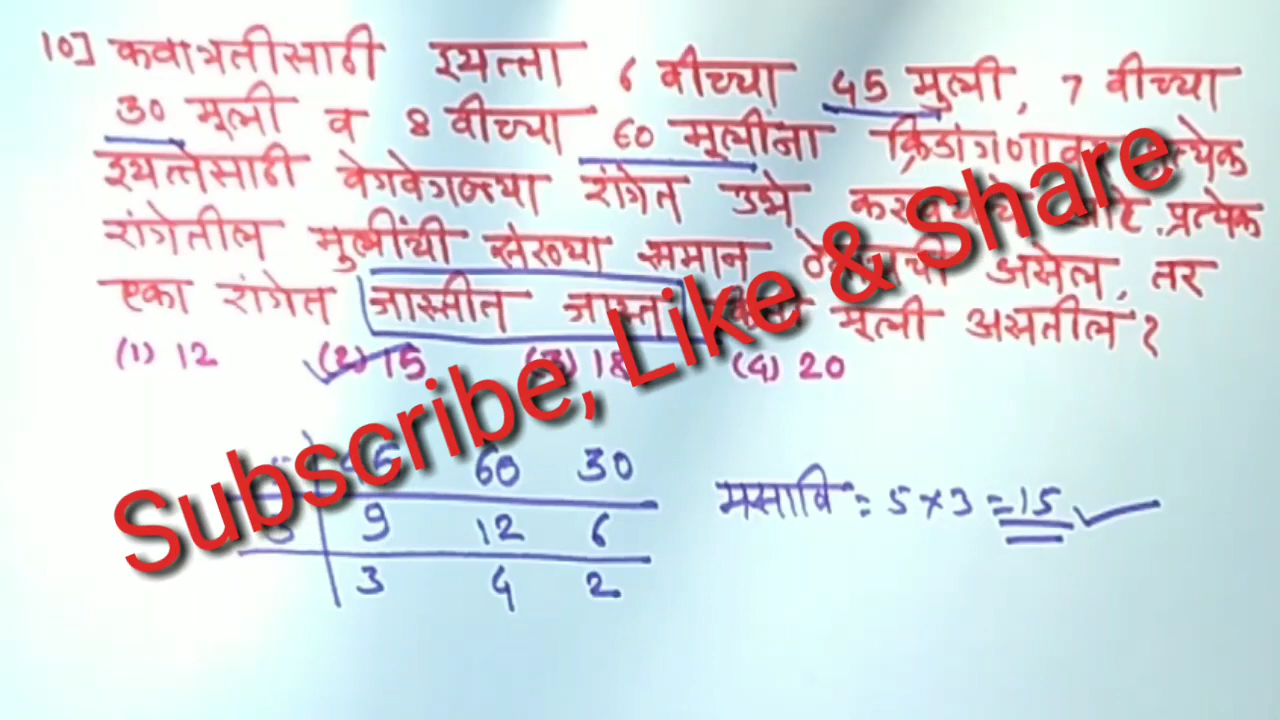 10] कवायतीसाठी इयत्ता 6 वीच्या 45 मुली, 7 वीच्या
30 मूली व 8 वीच्या 60 मूलींना क्रिडांगणावर प्रत्येक
इयत्तेसाठी वेगवेगळ्या रांगेत उभे करावयाचे आहे. प्रत्येक
रांगेतील मुलींची संख्या समान ठेवायची असेल, तर
एका रांगेत जास्तीत जास्त किती मूली असतील?
(1) 12 (2) 15 (3) 18 (4) 20
Subscribe, Like & Share
45 60 30
9 12 6
3 4 2
मसावि = 5 × 3 = 15